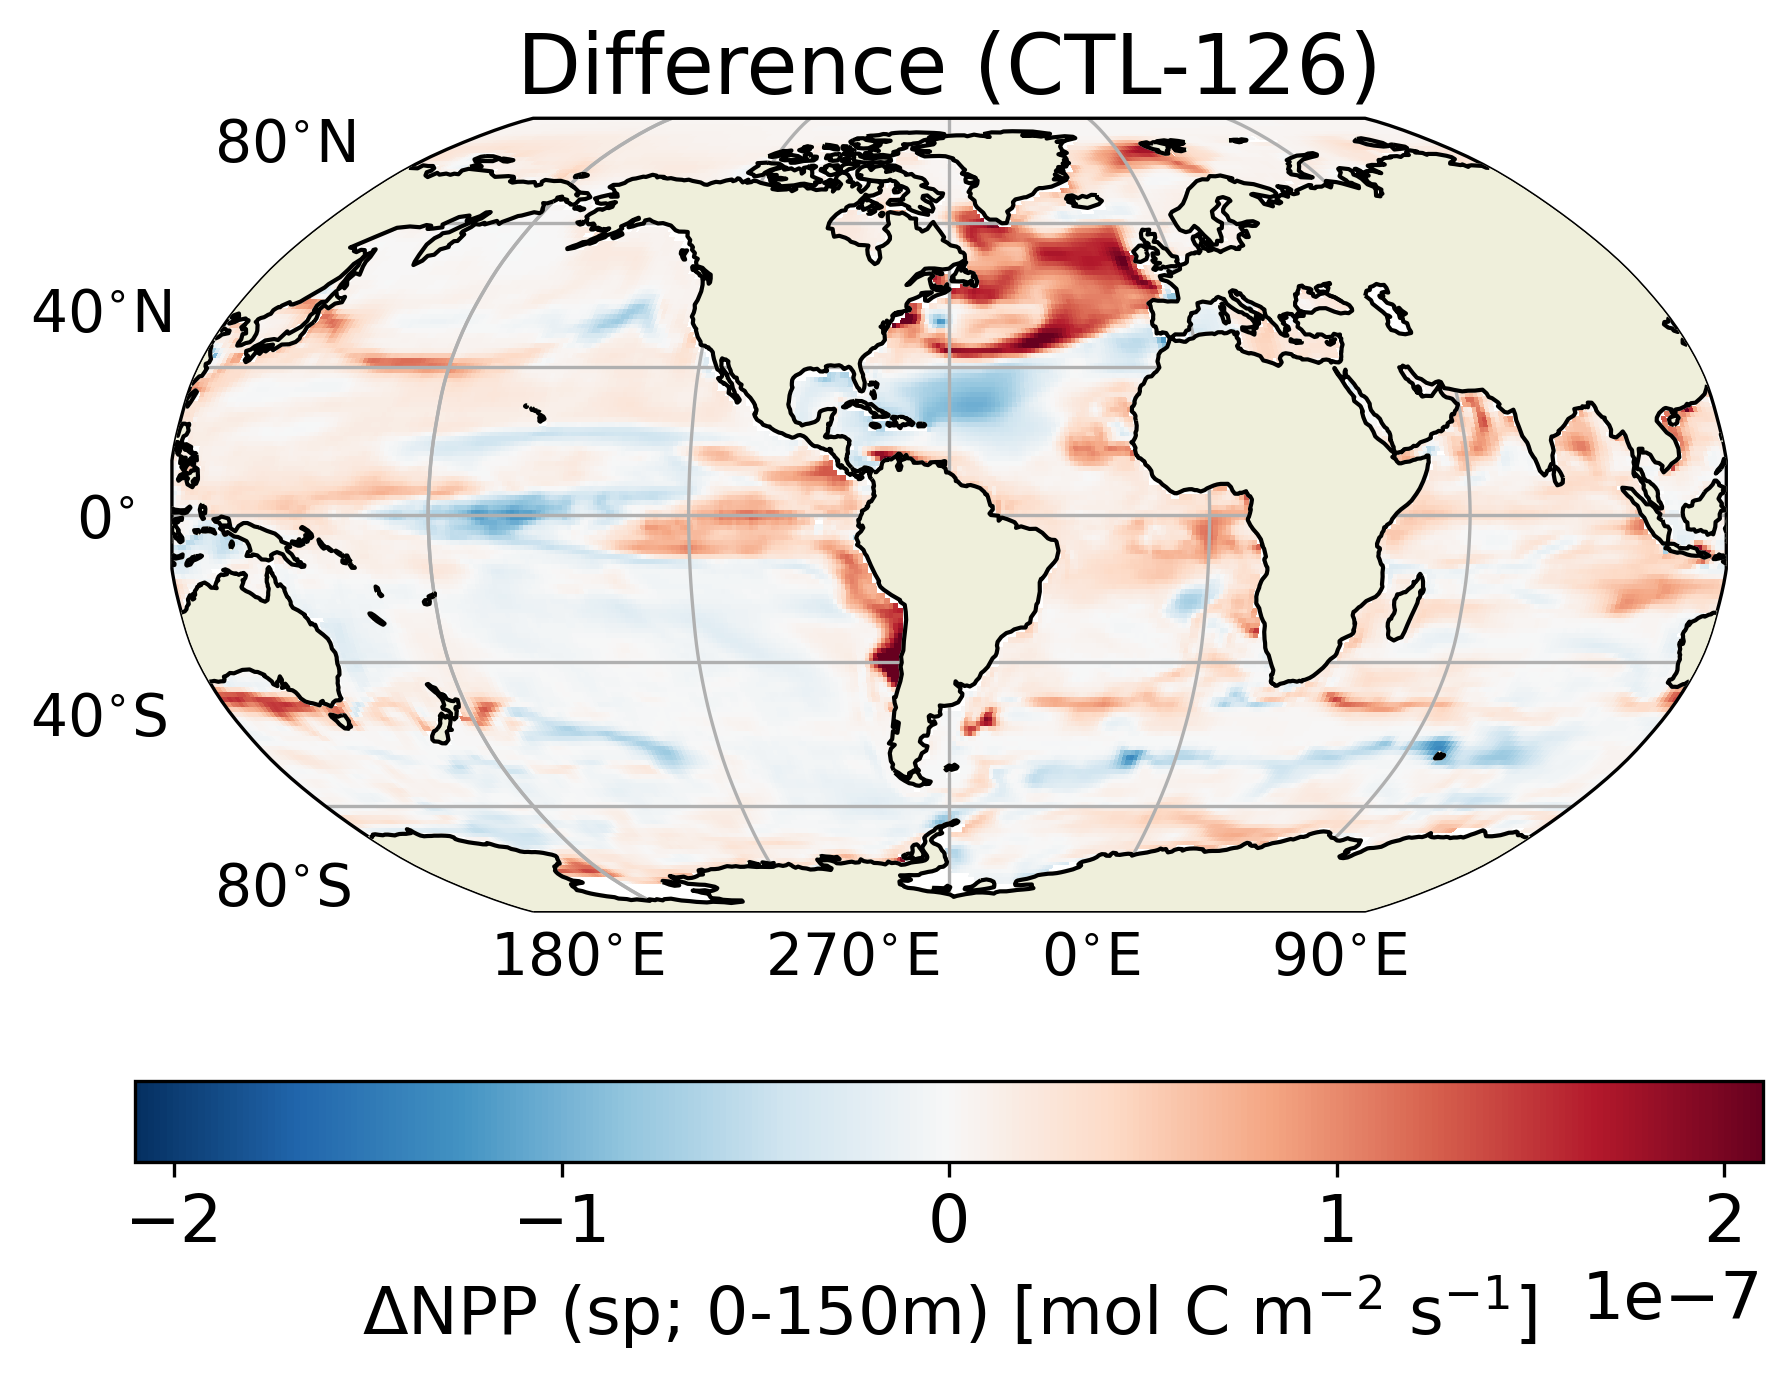 Difference (CTL-126)
80°N
40°N
0°
40°S
80°S
180°E 270°E 0°E 90°E
−2 −1 0 1 2
1e−7
ΔNPP (sp; 0-150m) [mol C m⁻² s⁻¹]